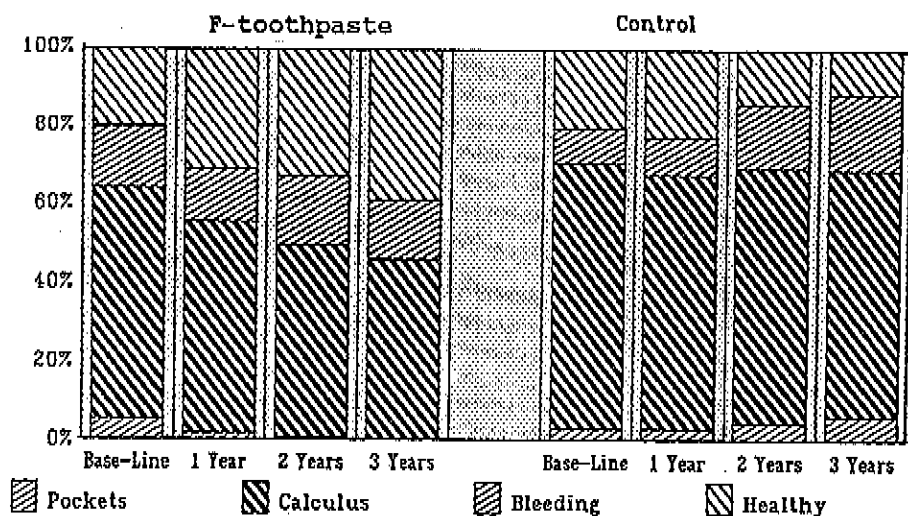 F-toothpaste Control
100%
80%
60%
40%
20%
0%
Base-Line 1 Year 2 Years 3 Years Base-Line 1 Year 2 Years 3 Years
Pockets Calculus Bleeding Healthy